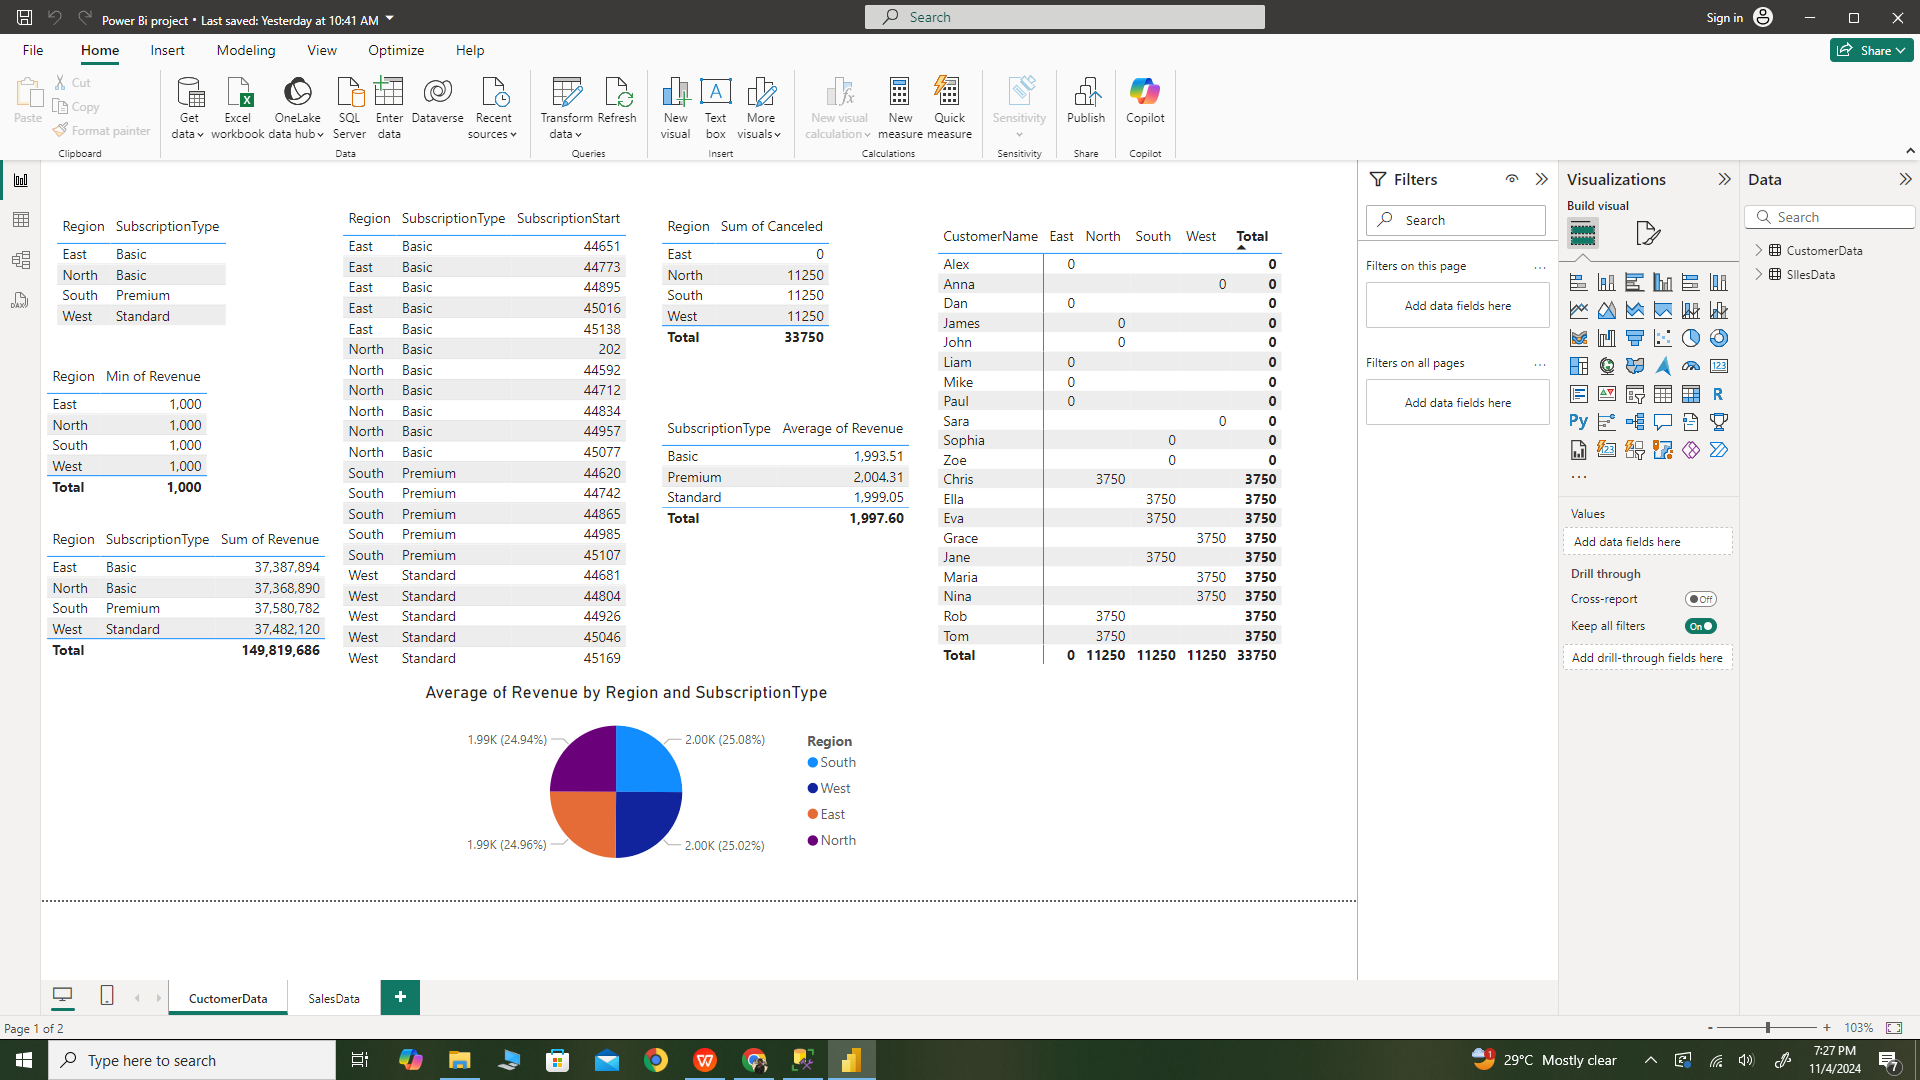 Power Bi project • Last saved: Yesterday at 10:41 AM
Search
Sign in
File Home Insert Modeling View Optimize Help
Share
Paste
Cut
Copy
Format painter
Clipboard
Get data
Excel workbook
OneLake data hub
SQL Server
Enter data
Dataverse
Recent sources
Data
Transform data
Refresh
Queries
New visual
Text box
More visuals
Insert
New visual calculation
New measure
Quick measure
Calculations
Sensitivity
Sensitivity
Publish
Share
Copilot
Copilot
Region SubscriptionType
East Basic
North Basic
South Premium
West Standard
Region Min of Revenue
East 1,000
North 1,000
South 1,000
West 1,000
Total 1,000
Region SubscriptionType Sum of Revenue
East Basic 37,387,894
North Basic 37,368,890
South Premium 37,580,782
West Standard 37,482,120
Total 149,819,686
Region SubscriptionType SubscriptionStart
East Basic 44651
East Basic 44773
East Basic 44895
East Basic 45016
East Basic 45138
North Basic 202
North Basic 44592
North Basic 44712
North Basic 44834
North Basic 44957
North Basic 45077
South Premium 44620
South Premium 44742
South Premium 44865
South Premium 44985
South Premium 45107
West Standard 44681
West Standard 44804
West Standard 44926
West Standard 45046
West Standard 45169
Region Sum of Canceled
East 0
North 11250
South 11250
West 11250
Total 33750
SubscriptionType Average of Revenue
Basic 1,993.51
Premium 2,004.31
Standard 1,999.05
Total 1,997.60
CustomerName East North South West Total
Alex 0 0
Anna 0 0
Dan 0 0
James 0 0
John 0 0
Liam 0 0
Mike 0 0
Paul 0 0
Sara 0 0
Sophia 0 0
Zoe 0 0
Chris 3750 3750
Ella 3750 3750
Eva 3750 3750
Grace 3750 3750
Jane 3750 3750
Maria 3750 3750
Nina 3750 3750
Rob 3750 3750
Tom 3750 3750
Total 0 11250 11250 11250 33750
Average of Revenue by Region and SubscriptionType
1.99K (24.94%)
2.00K (25.08%)
1.99K (24.96%)
2.00K (25.02%)
Region
South
West
East
North
Filters
Search
Filters on this page ...
Add data fields here
Filters on all pages ...
Add data fields here
Visualizations
Build visual
123
R
Py
...
Values
Add data fields here
Drill through
Cross-report Off
Keep all filters On
Add drill-through fields here
Data
Search
CustomerData
SllesData
DAX
CuctomerData
SalesData
+
Page 1 of 2
- + 103%
Type here to search
1
29°C Mostly clear
7:27 PM
11/4/2024
7